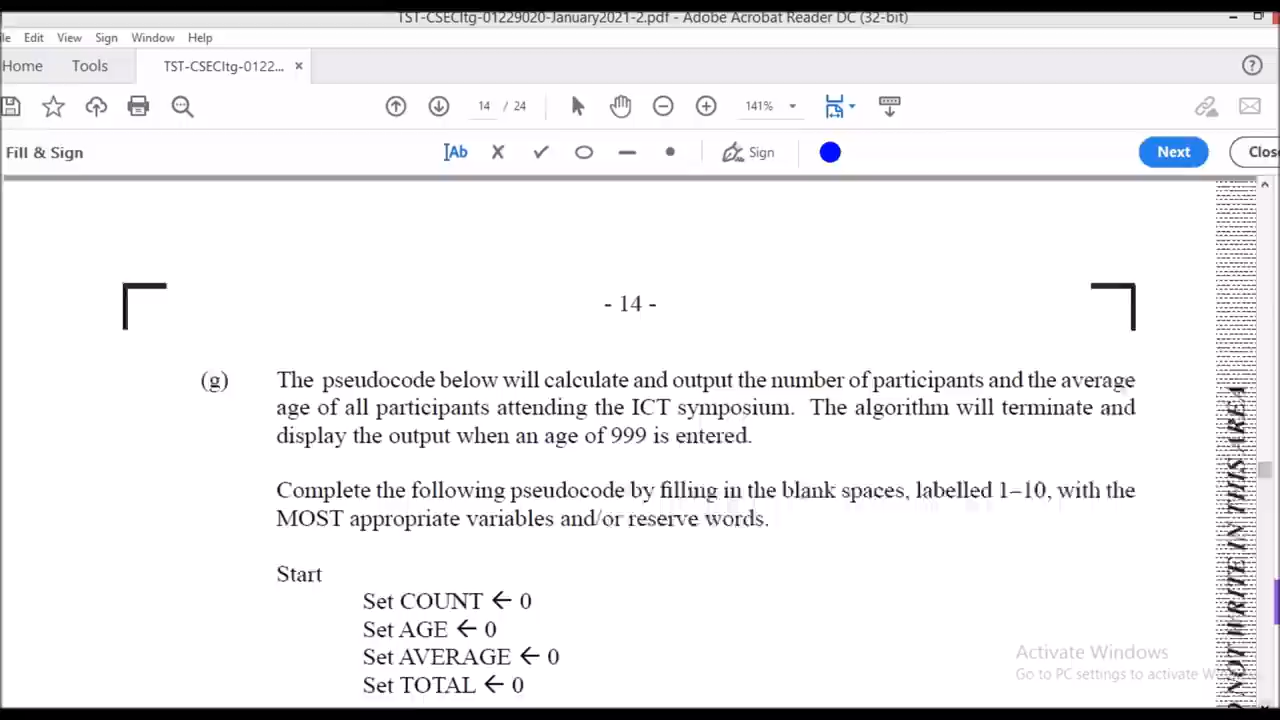 TST-CSECItg-01229020-January2021-2.pdf - Adobe Acrobat Reader DC (32-bit)
Edit View Sign Window Help
Home Tools TST-CSECItg-0122... ×
14 / 24 141%
Fill & Sign Ab Sign Next
- 14 -
(g) The pseudocode below will calculate and output the number of participants and the average
age of all participants attending the ICT symposium. The algorithm will terminate and
display the output when an age of 999 is entered.
Complete the following pseudocode by filling in the blank spaces, labelled 1–10, with the
MOST appropriate variables and/or reserve words.
Start
Set COUNT ← 0
Set AGE ← 0
Set AVERAGE ← 0
Set TOTAL ← 0
Activate Windows
Go to PC settings to activate